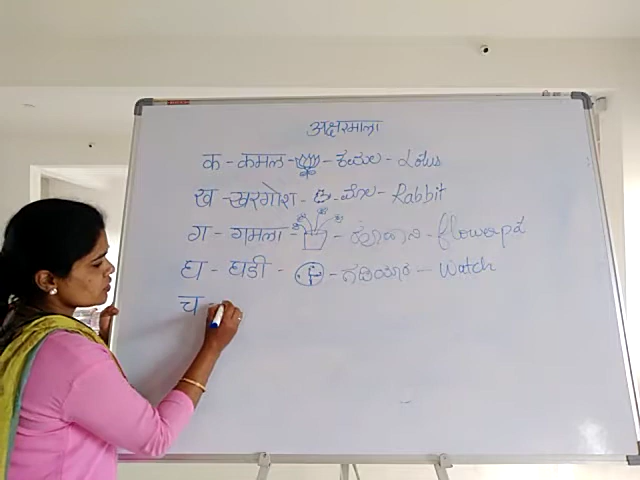 अक्षरमाला
क - कमल - ಕಮಲ - Lotus
ख - खरगोश - ಮೊಲ - Rabbit
ग - गमला - ಹೂದಾನಿ - flowerpot
घ - घडी - ಗಡಿಯಾರ - Watch
च -